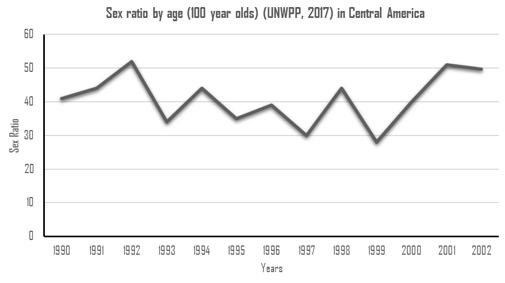 Sex ratio by age (100 year olds) (UNWPP, 2017) in Central America
60
50
40
30
20
10
0
Sex Ratio
1990 1991 1992 1993 1994 1995 1996 1997 1998 1999 2000 2001 2002
Years